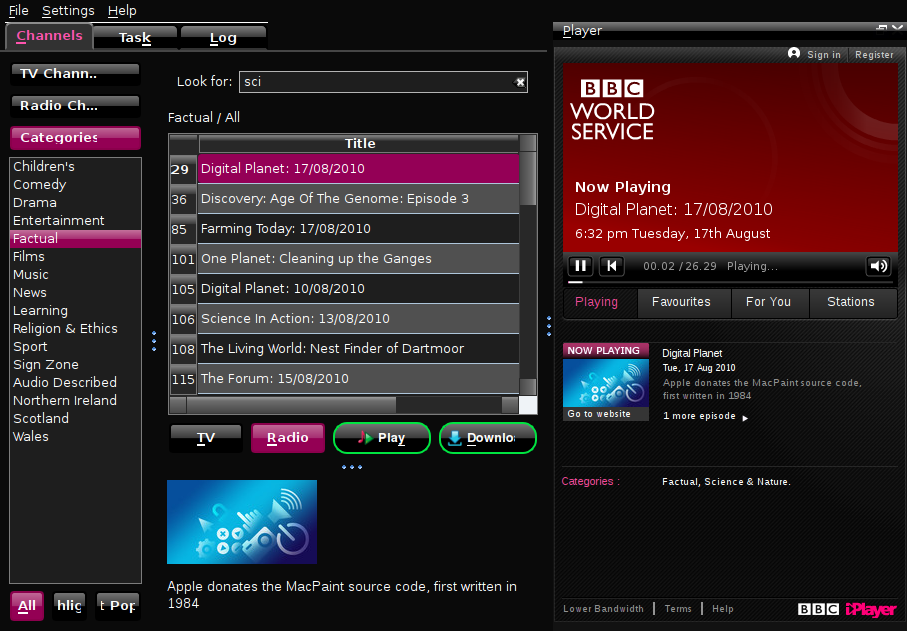 File Settings Help
Channels Task Log
TV Chann..
Radio Ch...
Categories
Children's
Comedy
Drama
Entertainment
Factual
Films
Music
News
Learning
Religion & Ethics
Sport
Sign Zone
Audio Described
Northern Ireland
Scotland
Wales
All hlig t Pop
Look for: sci
Factual / All
Title
29 Digital Planet: 17/08/2010
36 Discovery: Age Of The Genome: Episode 3
85 Farming Today: 17/08/2010
101 One Planet: Cleaning up the Ganges
105 Digital Planet: 10/08/2010
106 Science In Action: 13/08/2010
108 The Living World: Nest Finder of Dartmoor
115 The Forum: 15/08/2010
TV Radio Play Downlo
Apple donates the MacPaint source code, first written in
1984
Player
Sign in Register
BBC
WORLD
SERVICE
Now Playing
Digital Planet: 17/08/2010
6:32 pm Tuesday, 17th August
00.02 / 26.29 Playing...
Playing Favourites For You Stations
NOW PLAYING
Go to website
Digital Planet
Tue, 17 Aug 2010
Apple donates the MacPaint source code,
first written in 1984
1 more episode
Categories : Factual, Science & Nature.
Lower Bandwidth Terms Help
BBC iPlayer